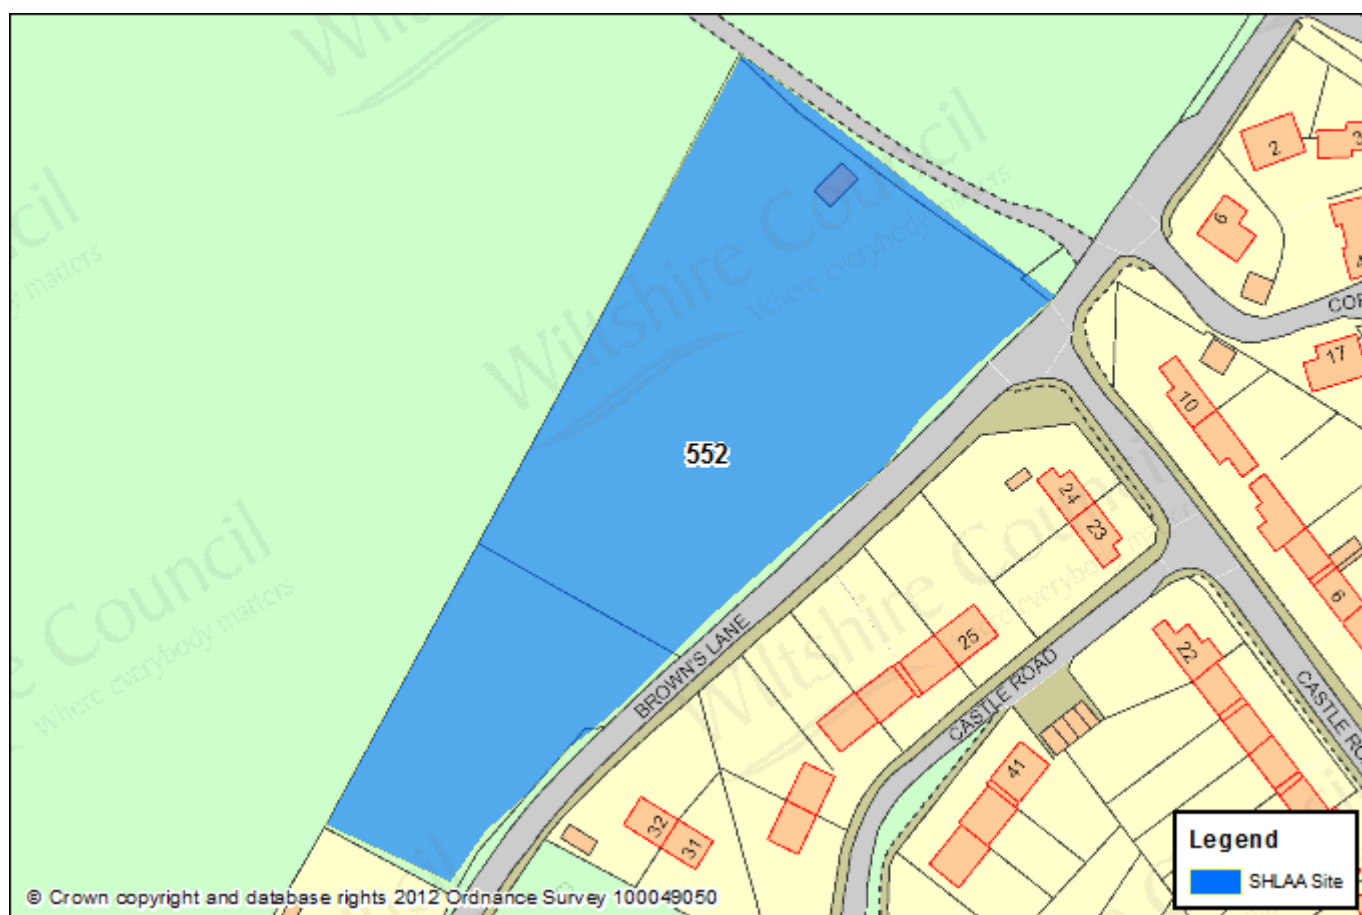 Wiltshire Council
Where everybody matters
2
3
6
4
COP
17
10
552
24
23
6
BROWN'S LANE
25
CASTLE ROAD
22
CASTLE RO
41
32
31
Legend
SHLAA Site
© Crown copyright and database rights 2012 Ordnance Survey 100049050